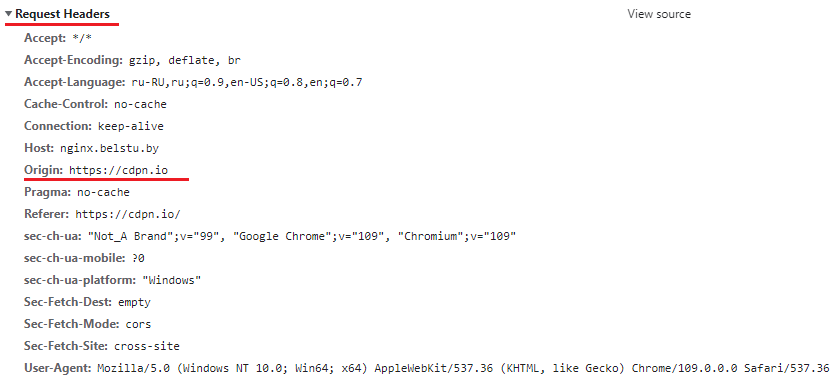 Request Headers View source
Accept: */*
Accept-Encoding: gzip, deflate, br
Accept-Language: ru-RU,ru;q=0.9,en-US;q=0.8,en;q=0.7
Cache-Control: no-cache
Connection: keep-alive
Host: nginx.belstu.by
Origin: https://cdpn.io
Pragma: no-cache
Referer: https://cdpn.io/
sec-ch-ua: "Not_A Brand";v="99", "Google Chrome";v="109", "Chromium";v="109"
sec-ch-ua-mobile: ?0
sec-ch-ua-platform: "Windows"
Sec-Fetch-Dest: empty
Sec-Fetch-Mode: cors
Sec-Fetch-Site: cross-site
User-Agent: Mozilla/5.0 (Windows NT 10.0; Win64; x64) AppleWebKit/537.36 (KHTML, like Gecko) Chrome/109.0.0.0 Safari/537.36